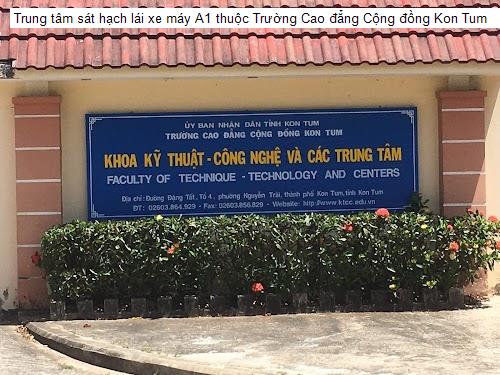 Trung tâm sát hạch lái xe máy A1 thuộc Trường Cao đẳng Cộng đồng Kon Tum
ỦY BAN NHÂN DÂN TỈNH KON TUM
TRƯỜNG CAO ĐẲNG CỘNG ĐỒNG KON TUM
KHOA KỸ THUẬT - CÔNG NGHỆ VÀ CÁC TRUNG TÂM
FACULTY OF TECHNIQUE - TECHNOLOGY AND CENTERS
Địa chỉ: Đường Đặng Tất, Tổ 4, phường Nguyễn Trãi, thành phố Kon Tum, tỉnh Kon Tum
ĐT: 02603.864.929 - Fax: 02603.856.829 - Website: http://www.ktcc.edu.vn